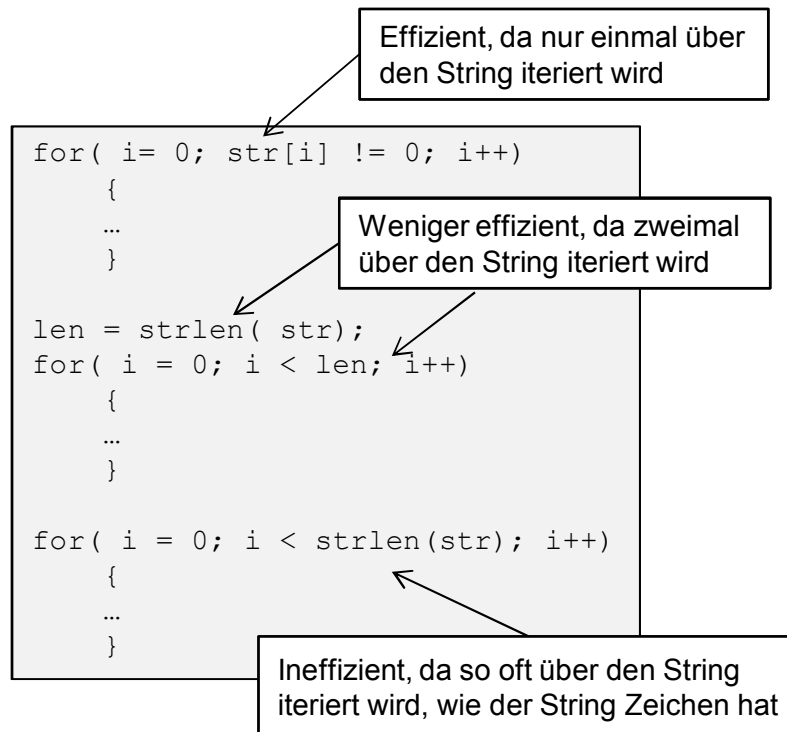 Effizient, da nur einmal über
den String iteriert wird
for( i= 0; str[i] != 0; i++)
{
…
}
Weniger effizient, da zweimal
über den String iteriert wird
len = strlen( str);
for( i = 0; i < len; i++)
{
…
}
for( i = 0; i < strlen(str); i++)
{
…
}
Ineffizient, da so oft über den String
iteriert wird, wie der String Zeichen hat